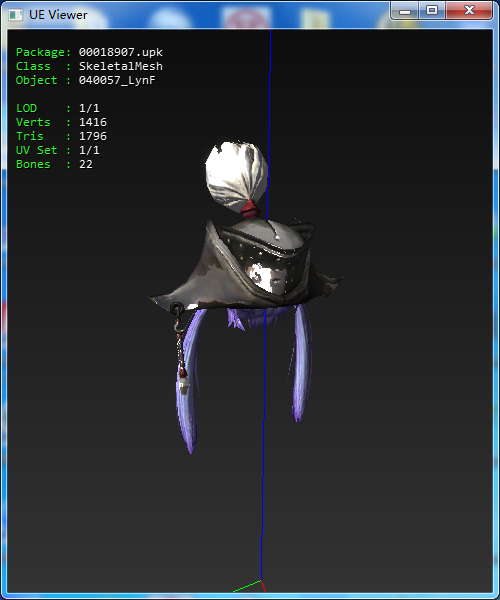 UE Viewer
Package: 00018907.upk
Class : SkeletalMesh
Object : 040057_LynF
LOD : 1/1
Verts : 1416
Tris : 1796
UV Set : 1/1
Bones : 22